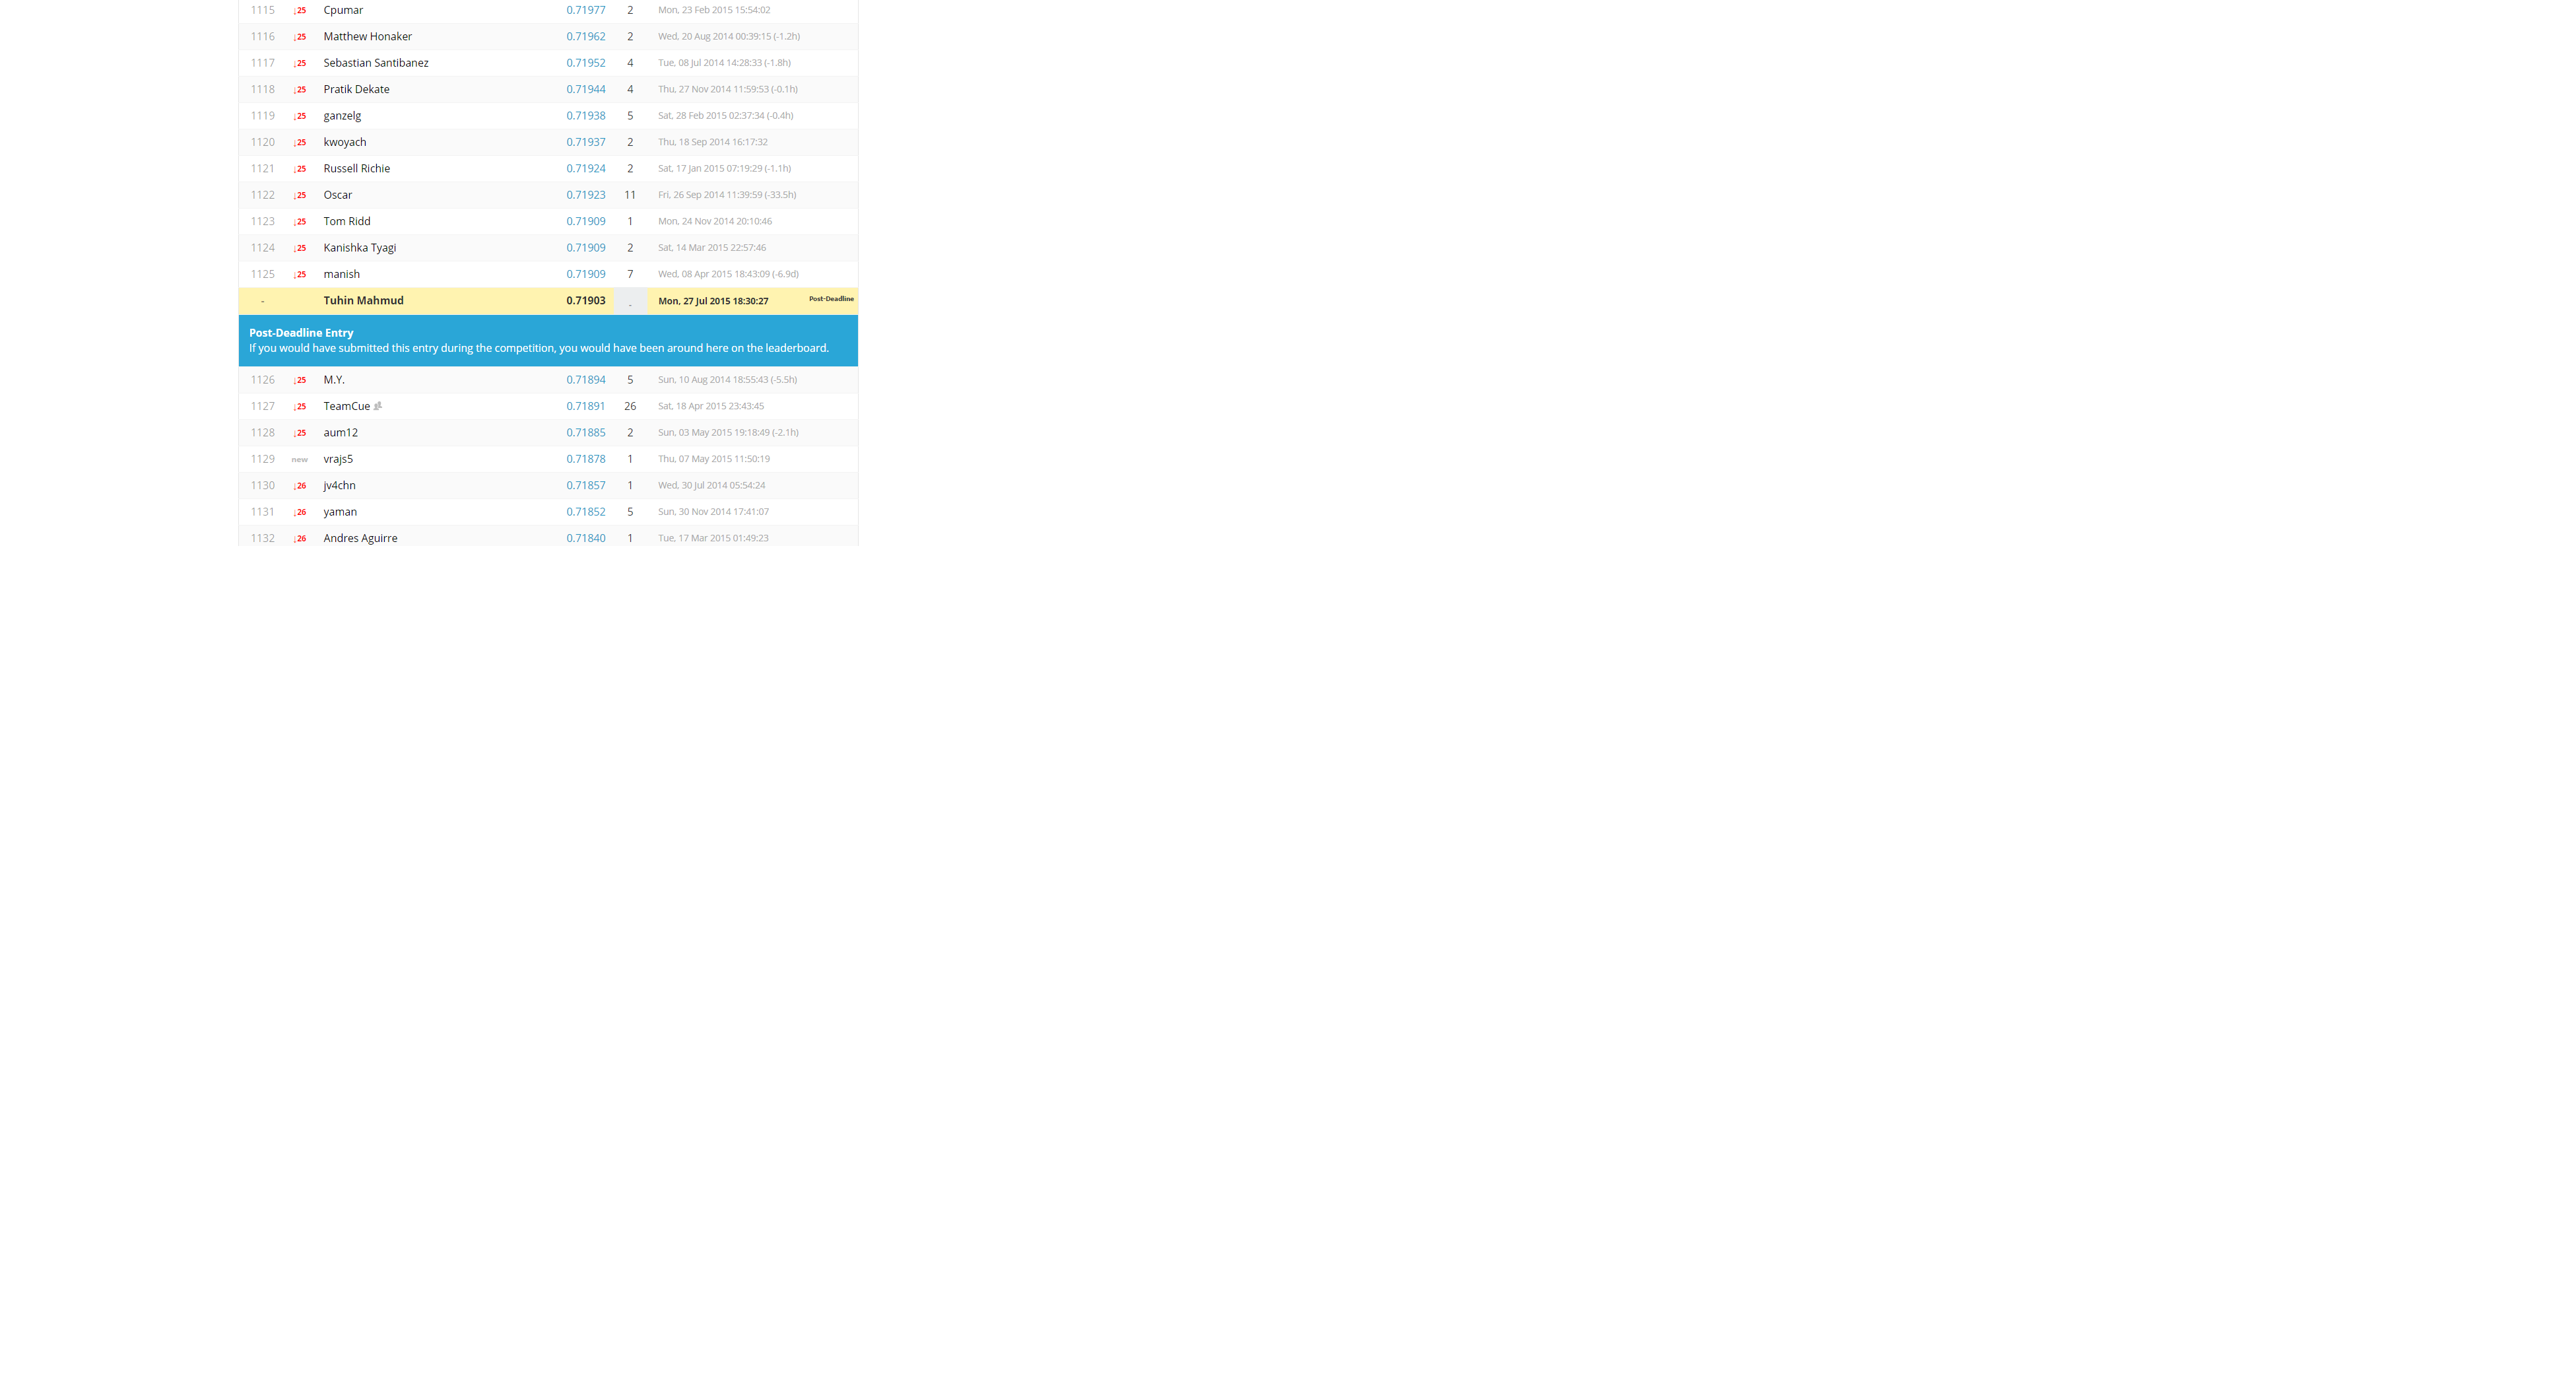 1115 ↓25 Cpumar 0.71977 2 Mon, 23 Feb 2015 15:54:02
1116 ↓25 Matthew Honaker 0.71962 2 Wed, 20 Aug 2014 00:39:15 (-1.2h)
1117 ↓25 Sebastian Santibanez 0.71952 4 Tue, 08 Jul 2014 14:28:33 (-1.8h)
1118 ↓25 Pratik Dekate 0.71944 4 Thu, 27 Nov 2014 11:59:53 (-0.1h)
1119 ↓25 ganzelg 0.71938 5 Sat, 28 Feb 2015 02:37:34 (-0.4h)
1120 ↓25 kwoyach 0.71937 2 Thu, 18 Sep 2014 16:17:32
1121 ↓25 Russell Richie 0.71924 2 Sat, 17 Jan 2015 07:19:29 (-1.1h)
1122 ↓25 Oscar 0.71923 11 Fri, 26 Sep 2014 11:39:59 (-33.5h)
1123 ↓25 Tom Ridd 0.71909 1 Mon, 24 Nov 2014 20:10:46
1124 ↓25 Kanishka Tyagi 0.71909 2 Sat, 14 Mar 2015 22:57:46
1125 ↓25 manish 0.71909 7 Wed, 08 Apr 2015 18:43:09 (-6.9d)
- Tuhin Mahmud 0.71903 - Mon, 27 Jul 2015 18:30:27 Post-Deadline
Post-Deadline Entry
If you would have submitted this entry during the competition, you would have been around here on the leaderboard.
1126 ↓25 M.Y. 0.71894 5 Sun, 10 Aug 2014 18:55:43 (-5.5h)
1127 ↓25 TeamCue 0.71891 26 Sat, 18 Apr 2015 23:43:45
1128 ↓25 aum12 0.71885 2 Sun, 03 May 2015 19:18:49 (-2.1h)
1129 new vrajs5 0.71878 1 Thu, 07 May 2015 11:50:19
1130 ↓26 jv4chn 0.71857 1 Wed, 30 Jul 2014 05:54:24
1131 ↓26 yaman 0.71852 5 Sun, 30 Nov 2014 17:41:07
1132 ↓26 Andres Aguirre 0.71840 1 Tue, 17 Mar 2015 01:49:23